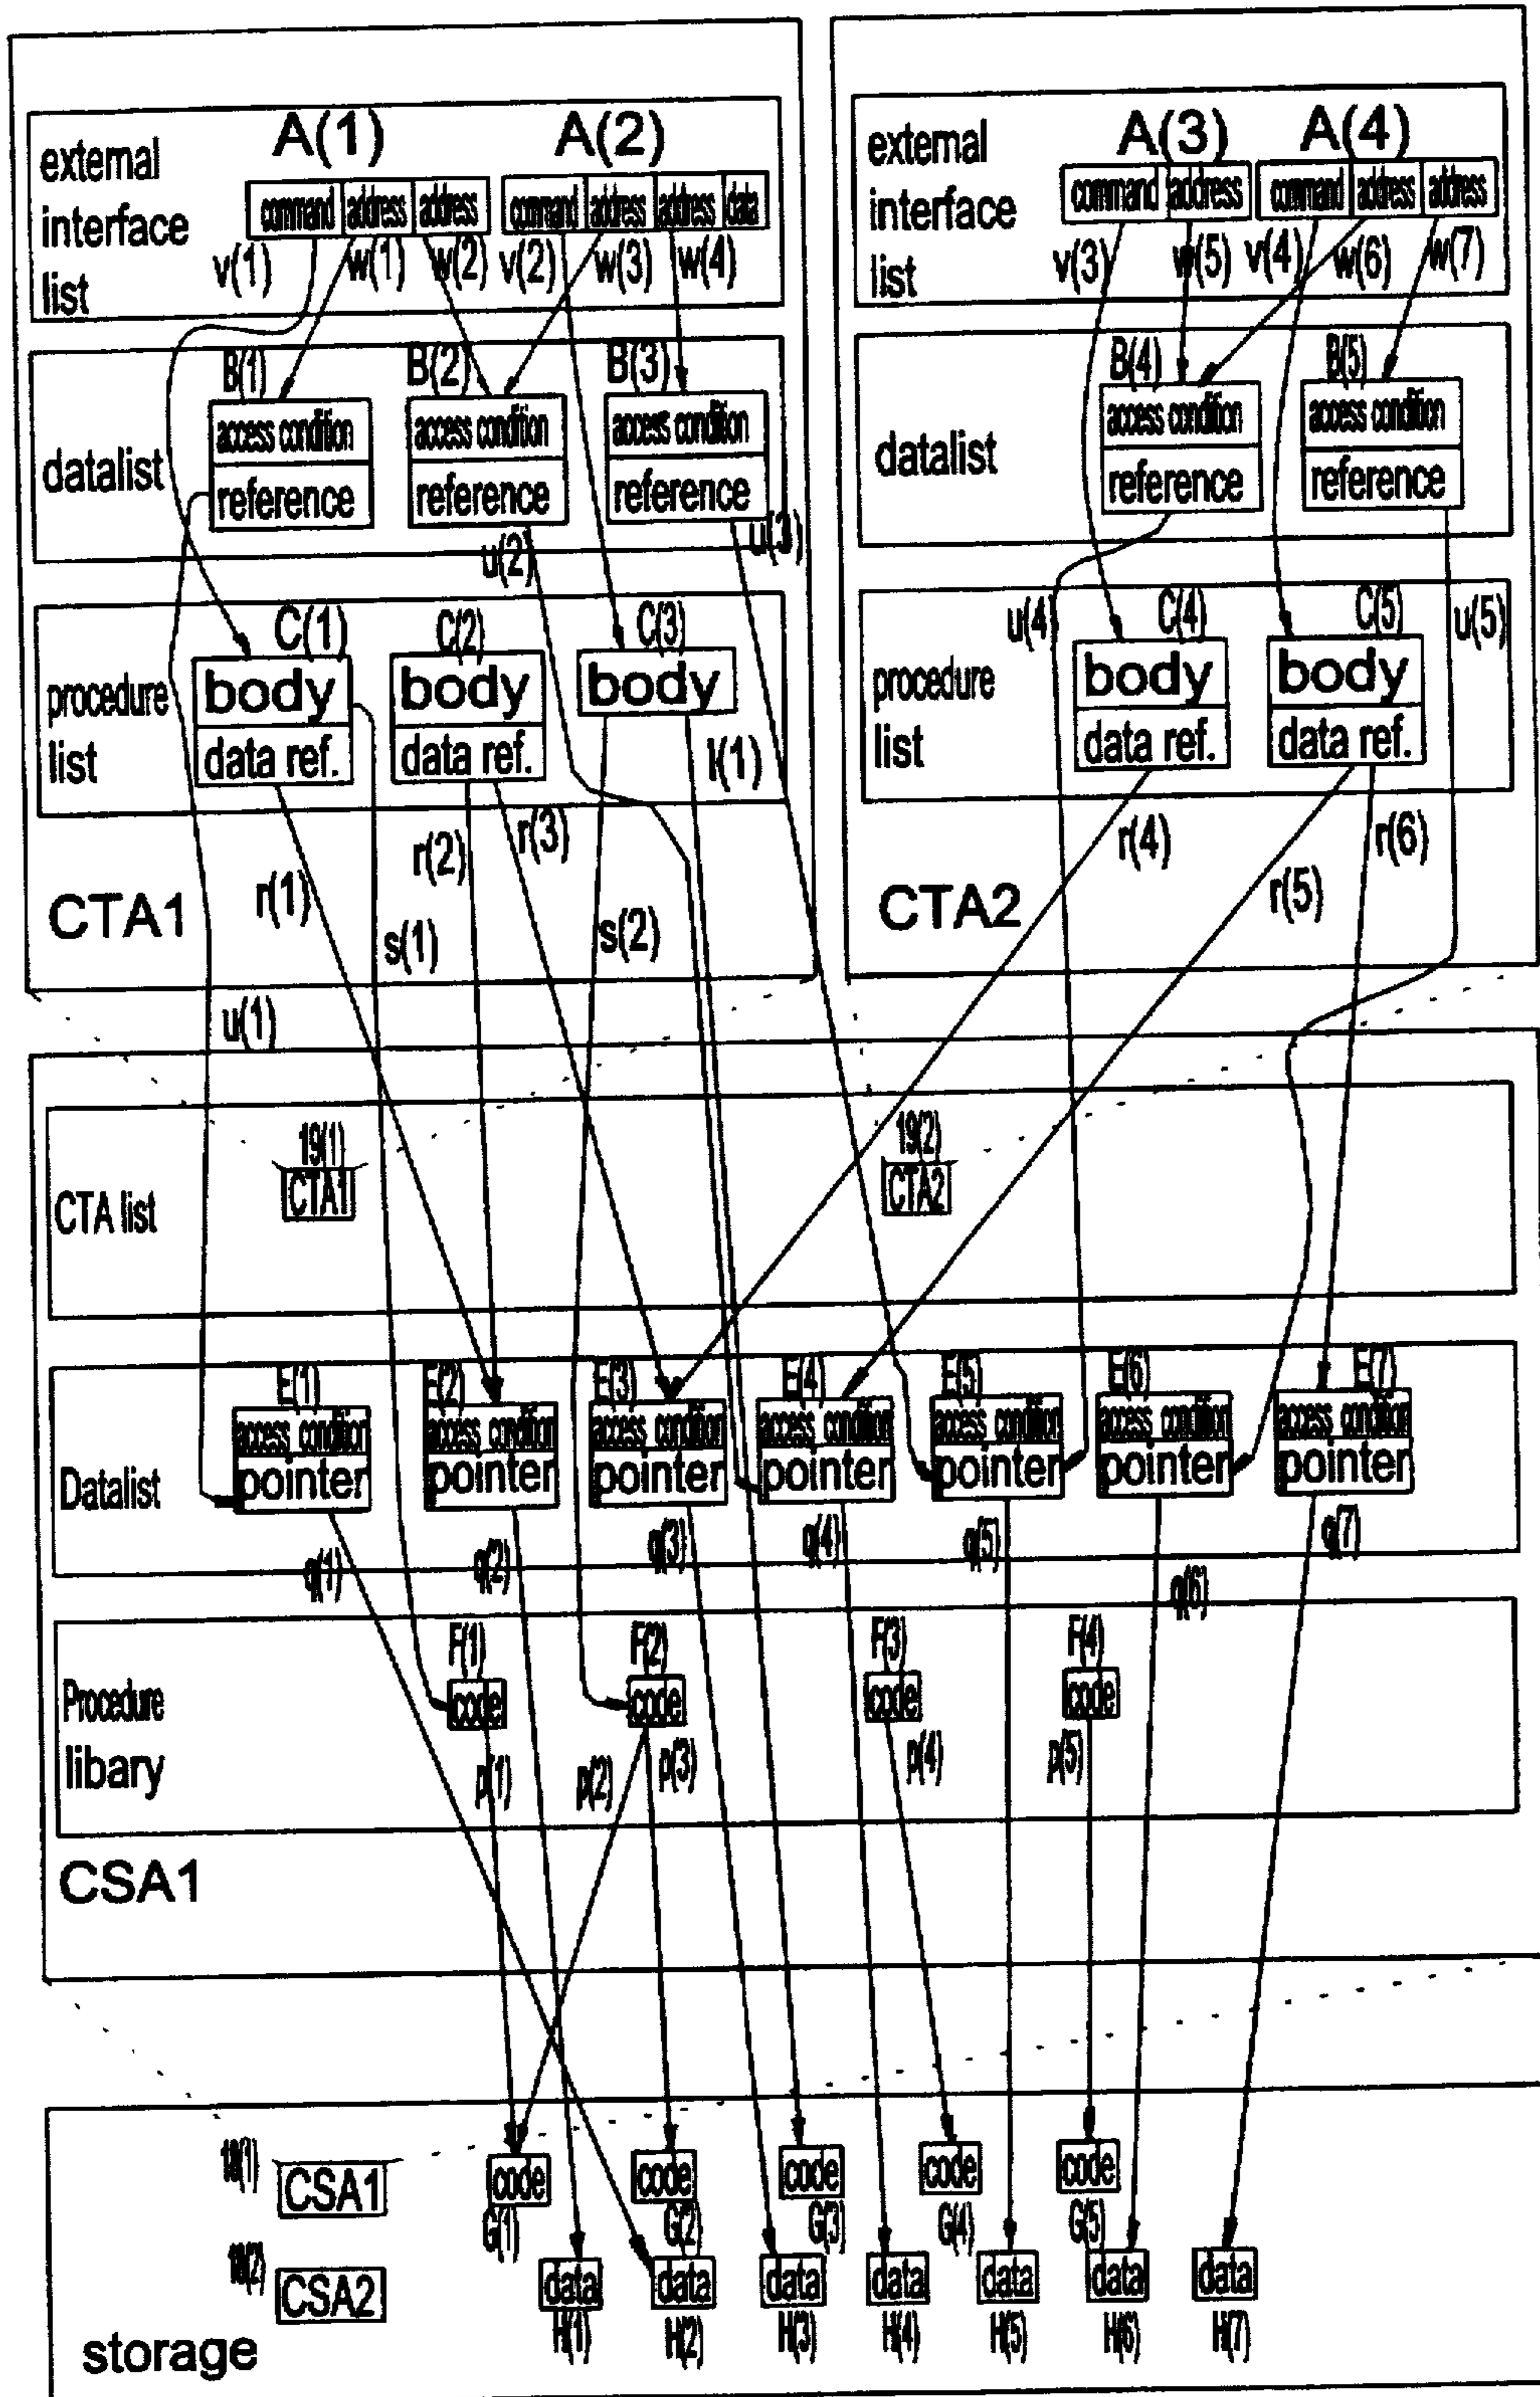 A(1) A(2)
external
interface
list
command address address
command address address data
v(1) w(1) w(2) v(2) w(3) w(4)
B(1) B(2) B(3)
datalist
access condition
reference
access condition
reference
access condition
reference
u(2) u(3)
C(1) C(2) C(3)
procedure
list
body
data ref.
body
data ref.
body
k(1)
r(1) r(2) r(3)
CTA1
s(1) s(2)
u(1)
A(3) A(4)
external
interface
list
command address
command address address
v(3) w(5) v(4) w(6) w(7)
B(4) B(5)
datalist
access condition
reference
access condition
reference
u(4) C(4) C(5) u(5)
procedure
list
body
data ref.
body
data ref.
r(4) r(5) r(6)
CTA2
19(1) 19(2)
CTA list
CTA1 CTA2
E(1) E(2) E(3) E(4) E(5) E(6) E(7)
access condition access condition access condition access condition access condition access condition access condition
Datalist
pointer pointer pointer pointer pointer pointer pointer
q(1) q(2) q(3) q(4) q(5) q(6) q(7)
F(1) F(2) F(3) F(4)
Procedure
libary
code code code code
p(1) p(2) p(3) p(4) p(5)
CSA1
CSA1
code code code code code
G(1) G(2) G(3) G(4) G(5)
CSA2
data data data data data data data
H(1) H(2) H(3) H(4) H(5) H(6) H(7)
storage